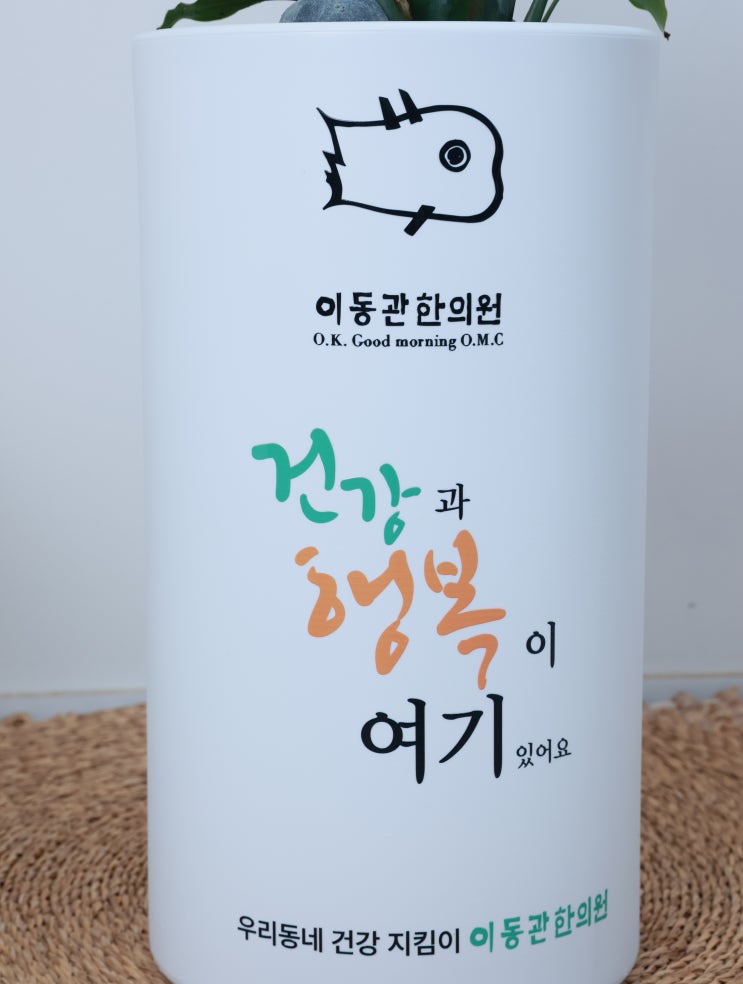 이동관한의원
O.K. Good morning O.M.C
건강과
행복이
여기있어요
우리동네 건강 지킴이 이동관한의원